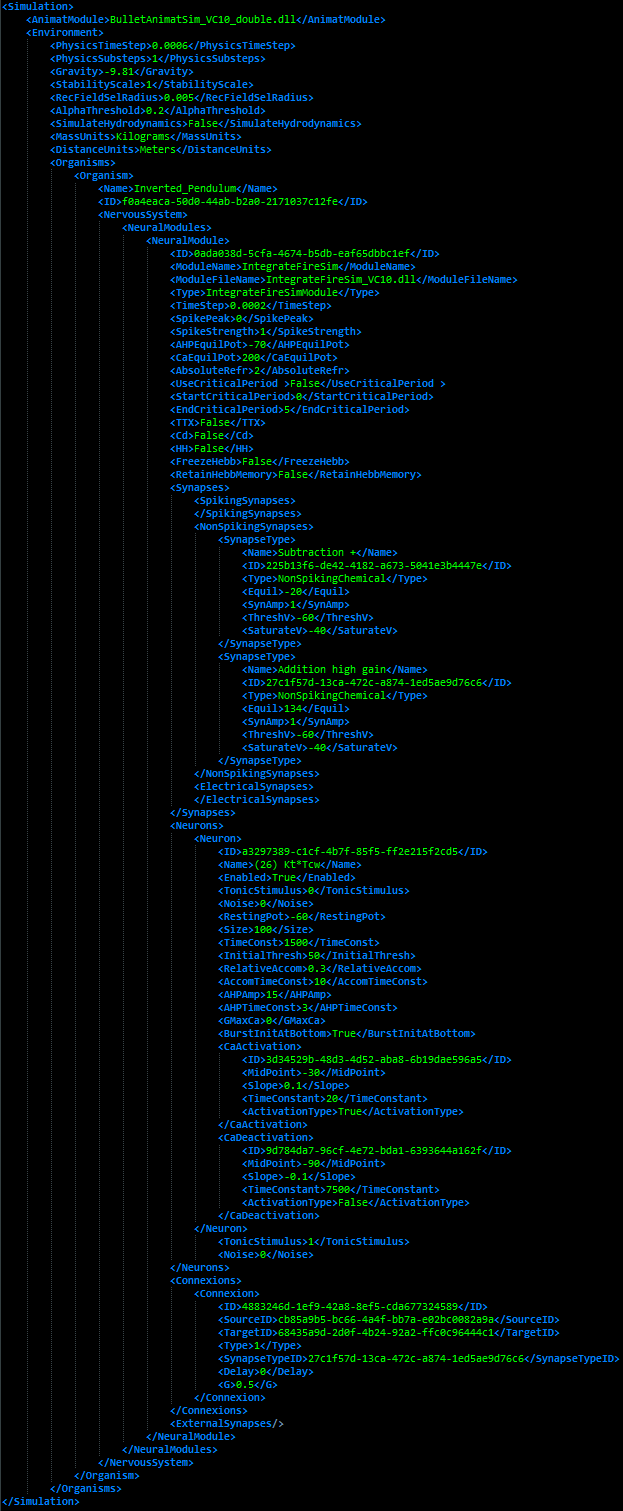 <Simulation>
<AnimatModule>BulletAnimatSim_VC10_double.dll</AnimatModule>
<Environment>
<PhysicsTimeStep>0.0006</PhysicsTimeStep>
<PhysicsSubsteps>1</PhysicsSubsteps>
<Gravity>-9.81</Gravity>
<StabilityScale>1</StabilityScale>
<RecFieldSelRadius>0.005</RecFieldSelRadius>
<AlphaThreshold>0.2</AlphaThreshold>
<SimulateHydrodynamics>False</SimulateHydrodynamics>
<MassUnits>Kilograms</MassUnits>
<DistanceUnits>Meters</DistanceUnits>
<Organisms>
<Organism>
<Name>Inverted_Pendulum</Name>
<ID>f0a4eaca-50d0-44ab-b2a0-2171037c12fe</ID>
<NervousSystem>
<NeuralModules>
<NeuralModule>
<ID>0ada038d-5cfa-4674-b5db-eaf65dbbc1ef</ID>
<ModuleName>IntegrateFireSim</ModuleName>
<ModuleFileName>IntegrateFireSim_VC10.dll</ModuleFileName>
<Type>IntegrateFireSimModule</Type>
<TimeStep>0.0002</TimeStep>
<SpikePeak>0</SpikePeak>
<SpikeStrength>1</SpikeStrength>
<AHPEquilPot>-70</AHPEquilPot>
<CaEquilPot>200</CaEquilPot>
<AbsoluteRefr>2</AbsoluteRefr>
<UseCriticalPeriod >False</UseCriticalPeriod >
<StartCriticalPeriod>0</StartCriticalPeriod>
<EndCriticalPeriod>5</EndCriticalPeriod>
<TTX>False</TTX>
<Cd>False</Cd>
<HH>False</HH>
<FreezeHebb>False</FreezeHebb>
<RetainHebbMemory>False</RetainHebbMemory>
<Synapses>
<SpikingSynapses>
</SpikingSynapses>
<NonSpikingSynapses>
<SynapseType>
<Name>Subtraction +</Name>
<ID>225b13f6-de42-4182-a673-5041e3b4447e</ID>
<Type>NonSpikingChemical</Type>
<Equil>-20</Equil>
<SynAmp>1</SynAmp>
<ThreshV>-60</ThreshV>
<SaturateV>-40</SaturateV>
</SynapseType>
<SynapseType>
<Name>Addition high gain</Name>
<ID>27c1f57d-13ca-472c-a874-1ed5ae9d76c6</ID>
<Type>NonSpikingChemical</Type>
<Equil>134</Equil>
<SynAmp>1</SynAmp>
<ThreshV>-60</ThreshV>
<SaturateV>-40</SaturateV>
</SynapseType>
</NonSpikingSynapses>
<ElectricalSynapses>
</ElectricalSynapses>
</Synapses>
<Neurons>
<Neuron>
<ID>a3297389-c1cf-4b7f-85f5-ff2e215f2cd5</ID>
<Name>(26) Kt*Tcw</Name>
<Enabled>True</Enabled>
<TonicStimulus>0</TonicStimulus>
<Noise>0</Noise>
<RestingPot>-60</RestingPot>
<Size>100</Size>
<TimeConst>1500</TimeConst>
<InitialThresh>50</InitialThresh>
<RelativeAccom>0.3</RelativeAccom>
<AccomTimeConst>10</AccomTimeConst>
<AHPAmp>15</AHPAmp>
<AHPTimeConst>3</AHPTimeConst>
<GMaxCa>0</GMaxCa>
<BurstInitAtBottom>True</BurstInitAtBottom>
<CaActivation>
<ID>3d34529b-48d3-4d52-aba8-6b19dae596a5</ID>
<MidPoint>-30</MidPoint>
<Slope>0.1</Slope>
<TimeConstant>20</TimeConstant>
<ActivationType>True</ActivationType>
</CaActivation>
<CaDeactivation>
<ID>9d784da7-96cf-4e72-bda1-6393644a162f</ID>
<MidPoint>-90</MidPoint>
<Slope>-0.1</Slope>
<TimeConstant>7500</TimeConstant>
<ActivationType>False</ActivationType>
</CaDeactivation>
</Neuron>
<TonicStimulus>1</TonicStimulus>
<Noise>0</Noise>
</Neurons>
<Connexions>
<Connexion>
<ID>4883246d-1ef9-42a8-8ef5-cda677324589</ID>
<SourceID>cb85a9b5-bc66-4a4f-bb7a-e02bc0082a9a</SourceID>
<TargetID>68435a9d-2d0f-4b24-92a2-ffc0c96444c1</TargetID>
<Type>1</Type>
<SynapseTypeID>27c1f57d-13ca-472c-a874-1ed5ae9d76c6</SynapseTypeID>
<Delay>0</Delay>
<G>0.5</G>
</Connexion>
</Connexions>
<ExternalSynapses/>
</NeuralModule>
</NeuralModules>
</NervousSystem>
</Organism>
</Organisms>
</Simulation>